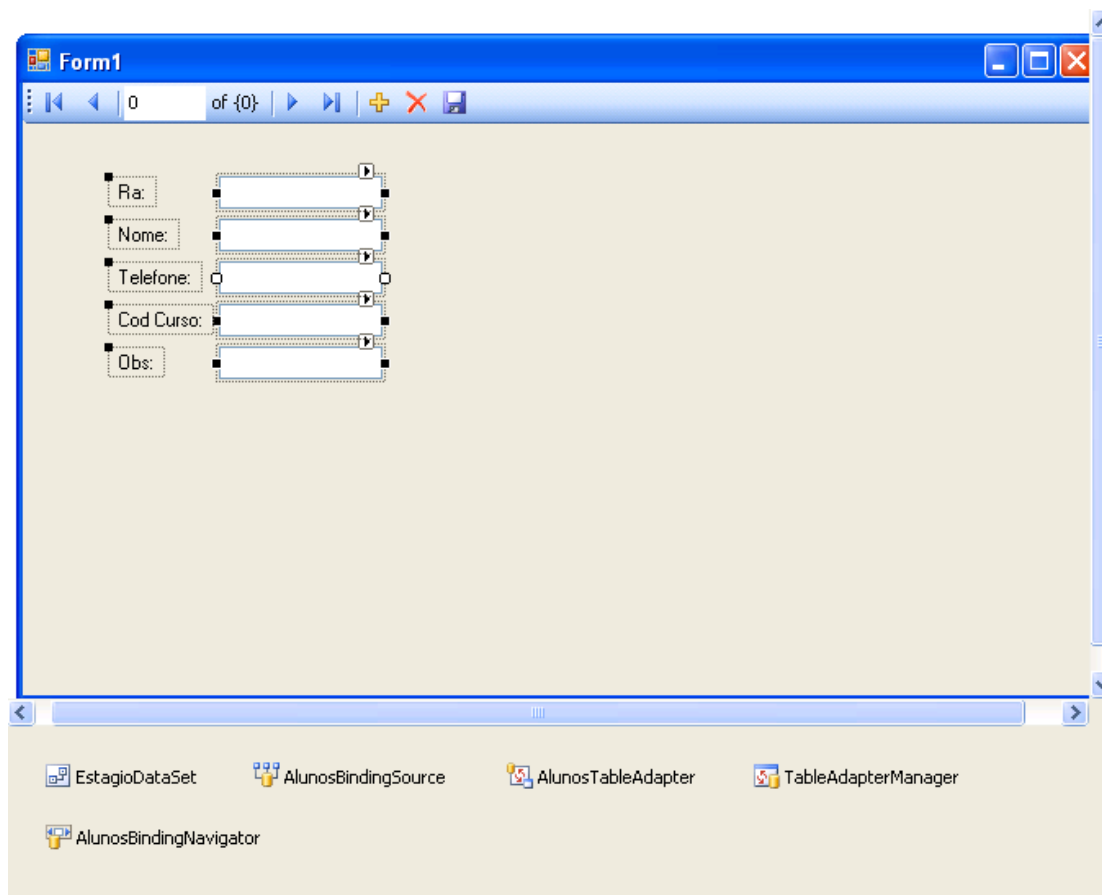 Form1
0 of {0}
Ra:
Nome:
Telefone:
Cod Curso:
Obs:
EstagioDataSet AlunosBindingSource AlunosTableAdapter TableAdapterManager
AlunosBindingNavigator